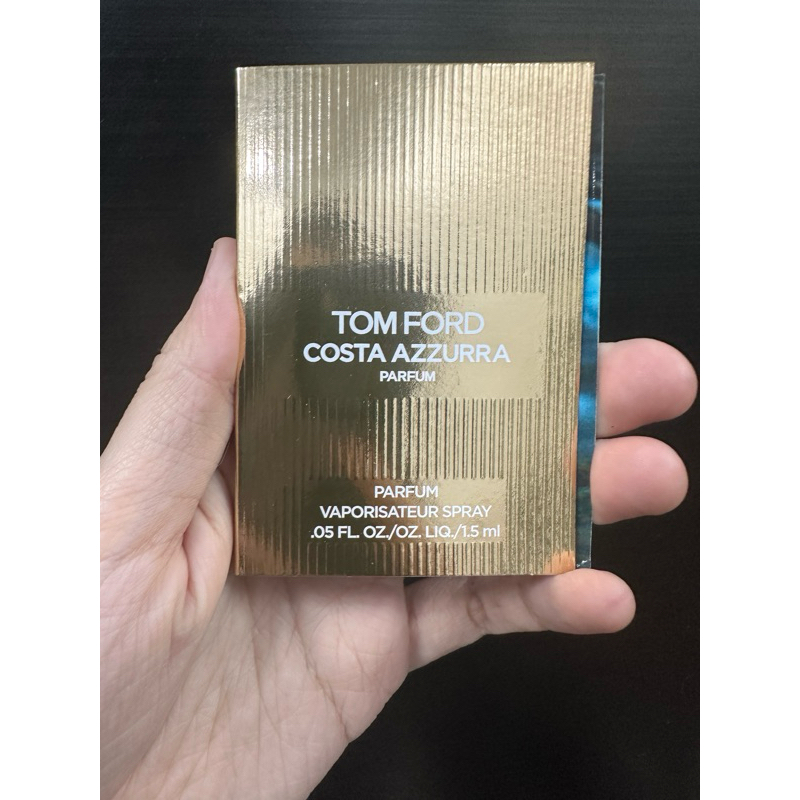 TOM FORD
COSTA AZZURRA
PARFUM
PARFUM
VAPORISATEUR SPRAY
.05 FL. OZ./OZ. LIQ./1.5 ml